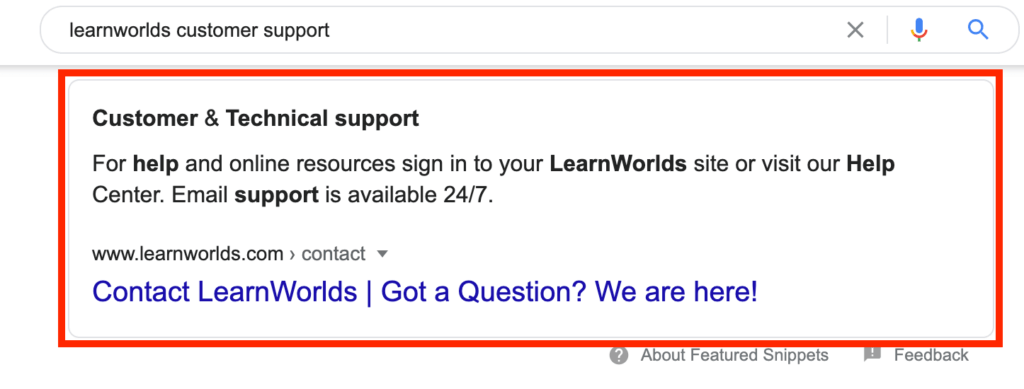 learnworlds customer support
Customer & Technical support
For help and online resources sign in to your LearnWorlds site or visit our Help
Center. Email support is available 24/7.
www.learnworlds.com › contact
Contact LearnWorlds | Got a Question? We are here!
About Featured Snippets Feedback